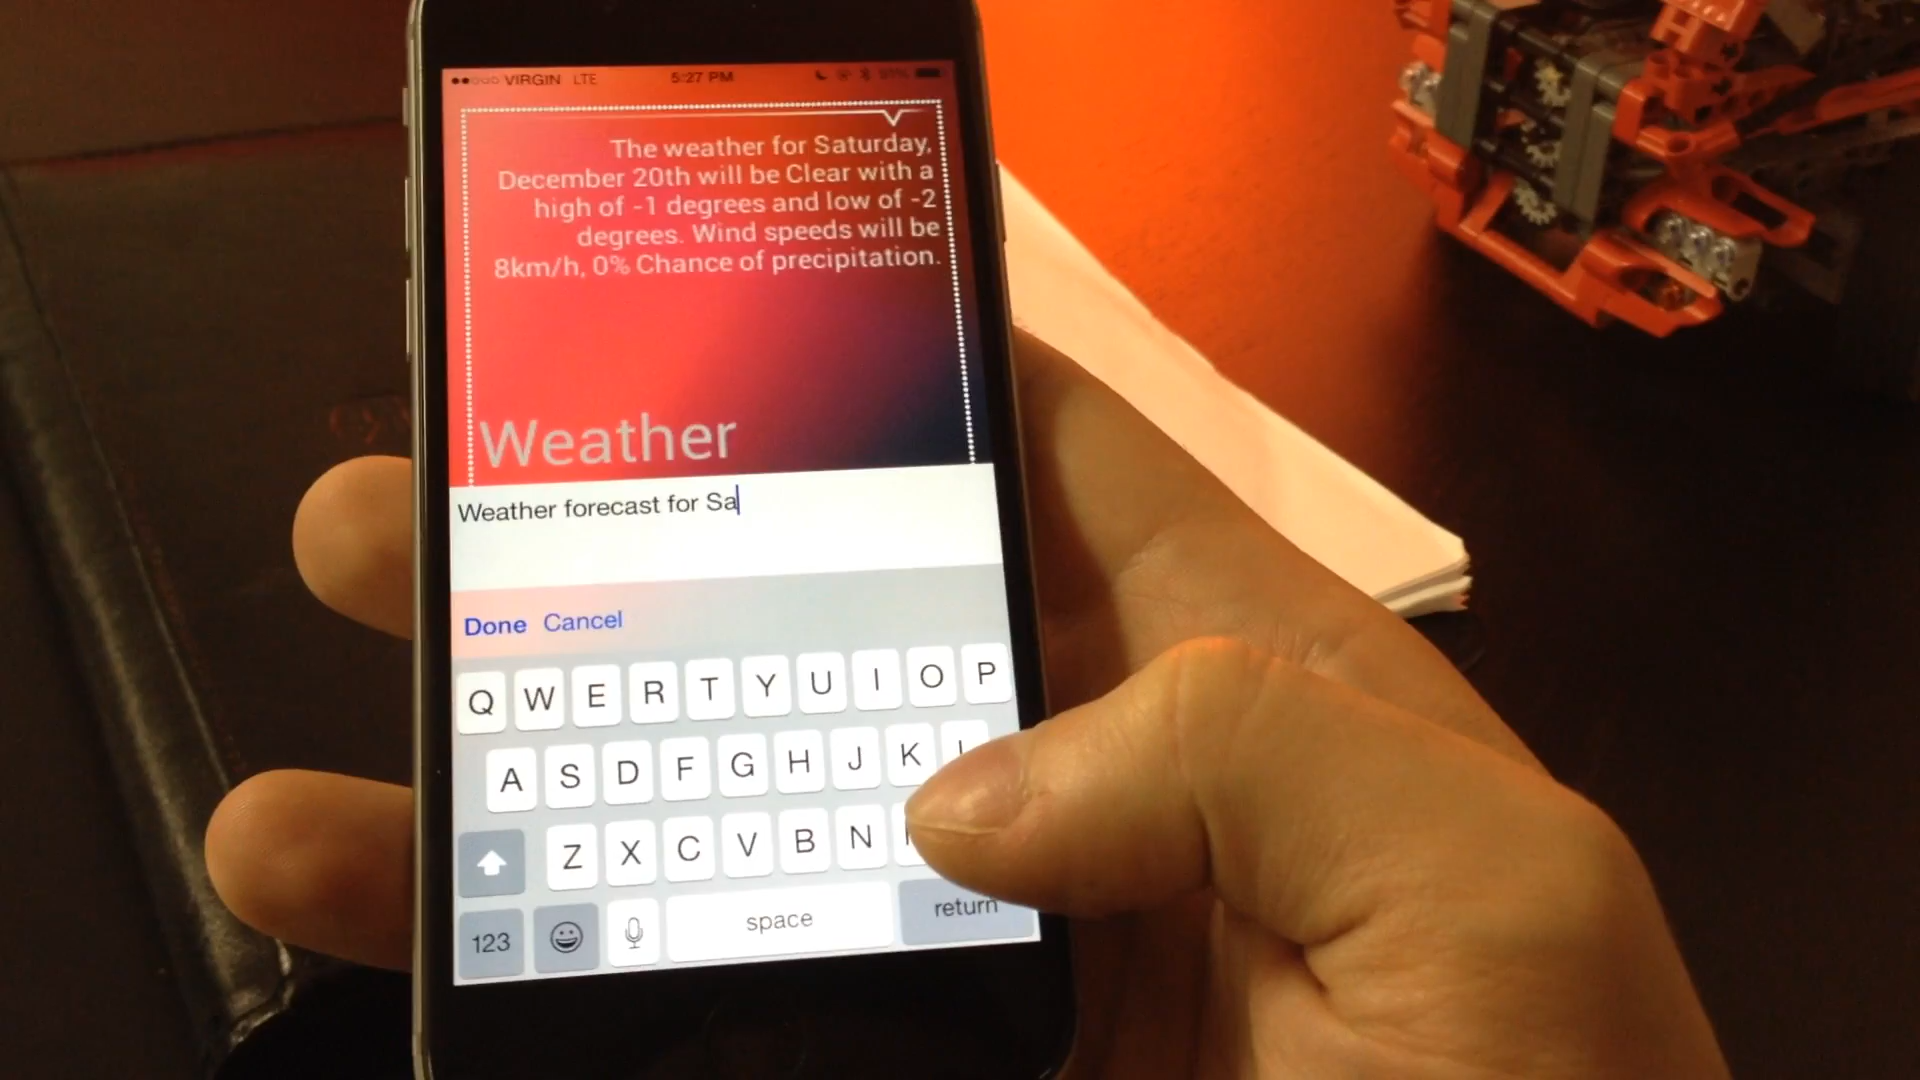 VIRGIN LTE 5:27 PM 91%
The weather for Saturday,
December 20th will be Clear with a
high of -1 degrees and low of -2
degrees. Wind speeds will be
8km/h, 0% Chance of precipitation.
Weather
Weather forecast for Sa
Done Cancel
Q W E R T Y U I O P
A S D F G H J K
Z X C V B N
123 space return